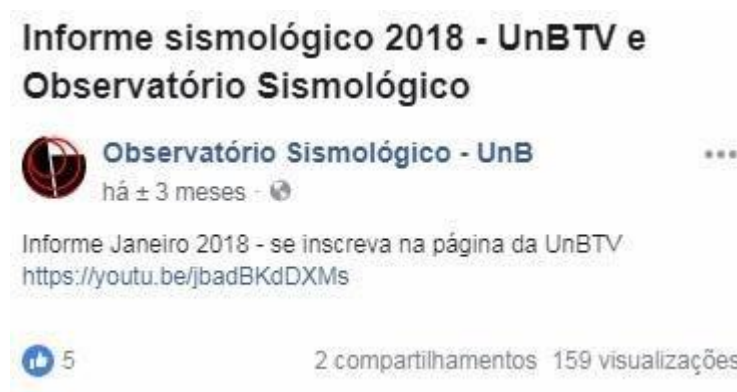 Informe sismológico 2018 - UnBTV e
Observatório Sismológico
Observatório Sismológico - UnB
há ± 3 meses ·
Informe Janeiro 2018 - se inscreva na página da UnBTV
https://youtu.be/jbadBKdDXMs
5
2 compartilhamentos 159 visualizações